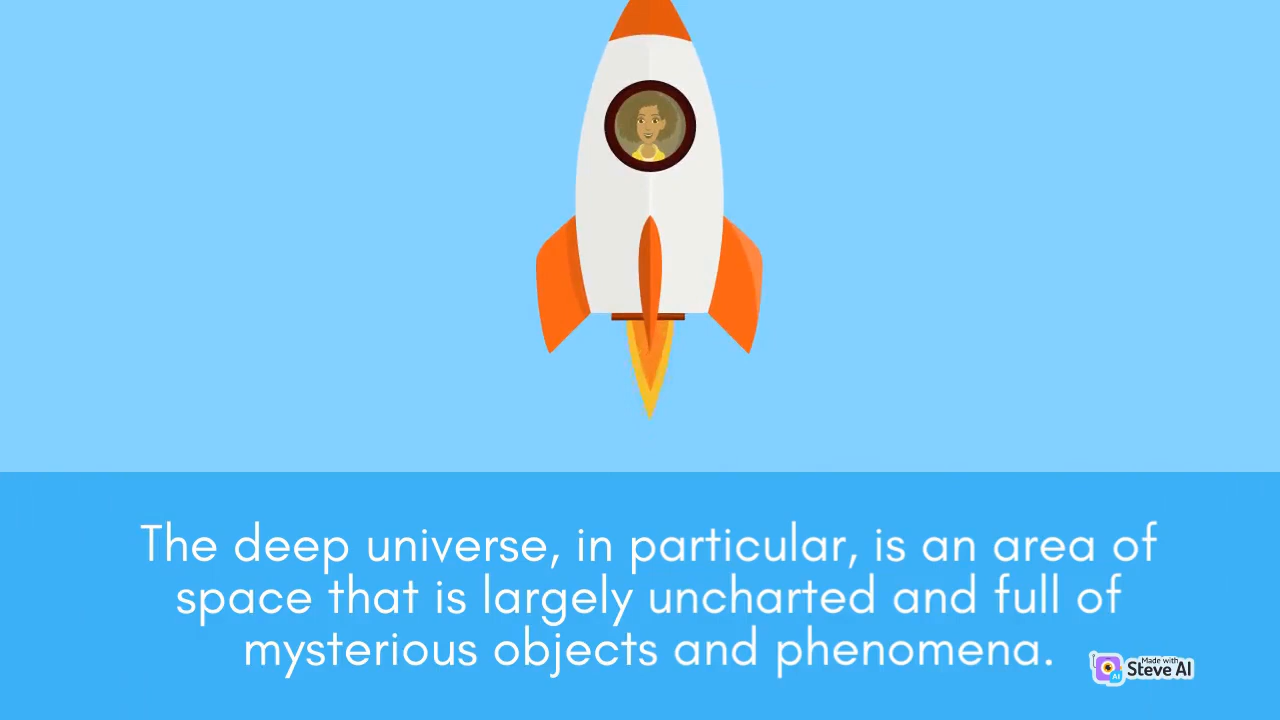 The deep universe, in particular, is an area of
space that is largely uncharted and full of
mysterious objects and phenomena.
Made with
Steve AI
AI